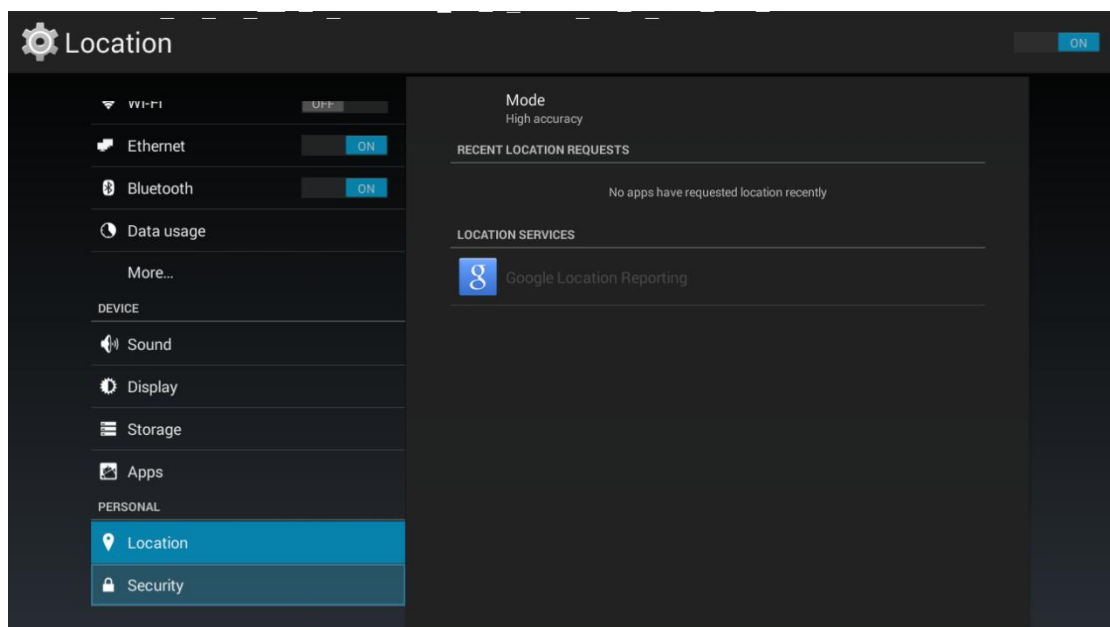 Location
ON
Wi-Fi
OFF
Ethernet
ON
Bluetooth
ON
Data usage
More...
DEVICE
Sound
Display
Storage
Apps
PERSONAL
Location
Security
Mode
High accuracy
RECENT LOCATION REQUESTS
No apps have requested location recently
LOCATION SERVICES
Google Location Reporting